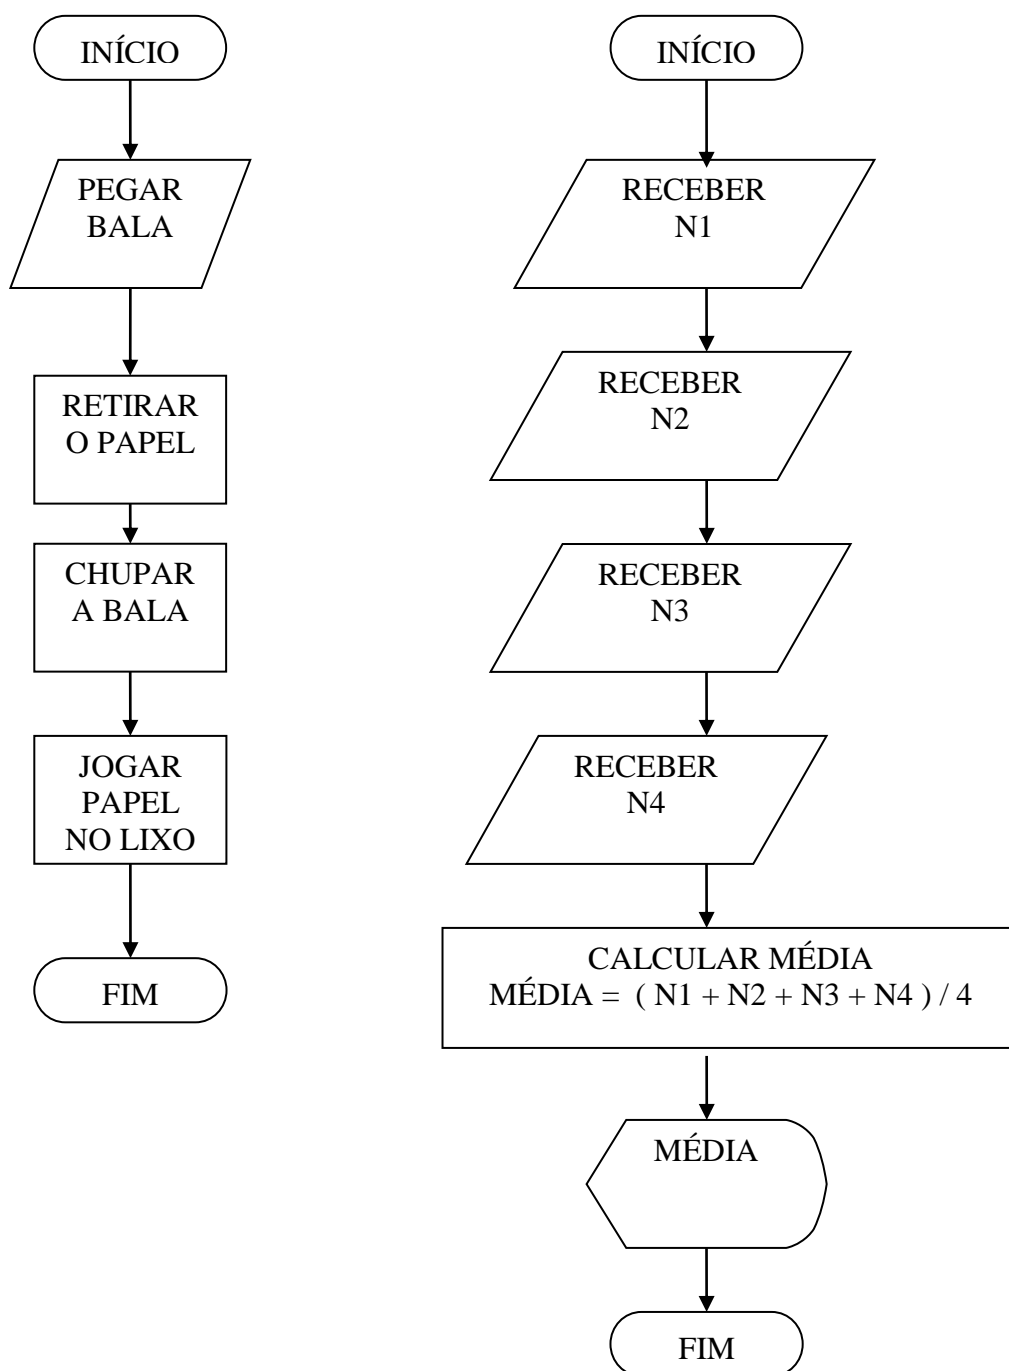 INÍCIO
PEGAR
BALA
RETIRAR
O PAPEL
CHUPAR
A BALA
JOGAR
PAPEL
NO LIXO
FIM
INÍCIO
RECEBER
N1
RECEBER
N2
RECEBER
N3
RECEBER
N4
CALCULAR MÉDIA
MÉDIA = ( N1 + N2 + N3 + N4 ) / 4
MÉDIA
FIM